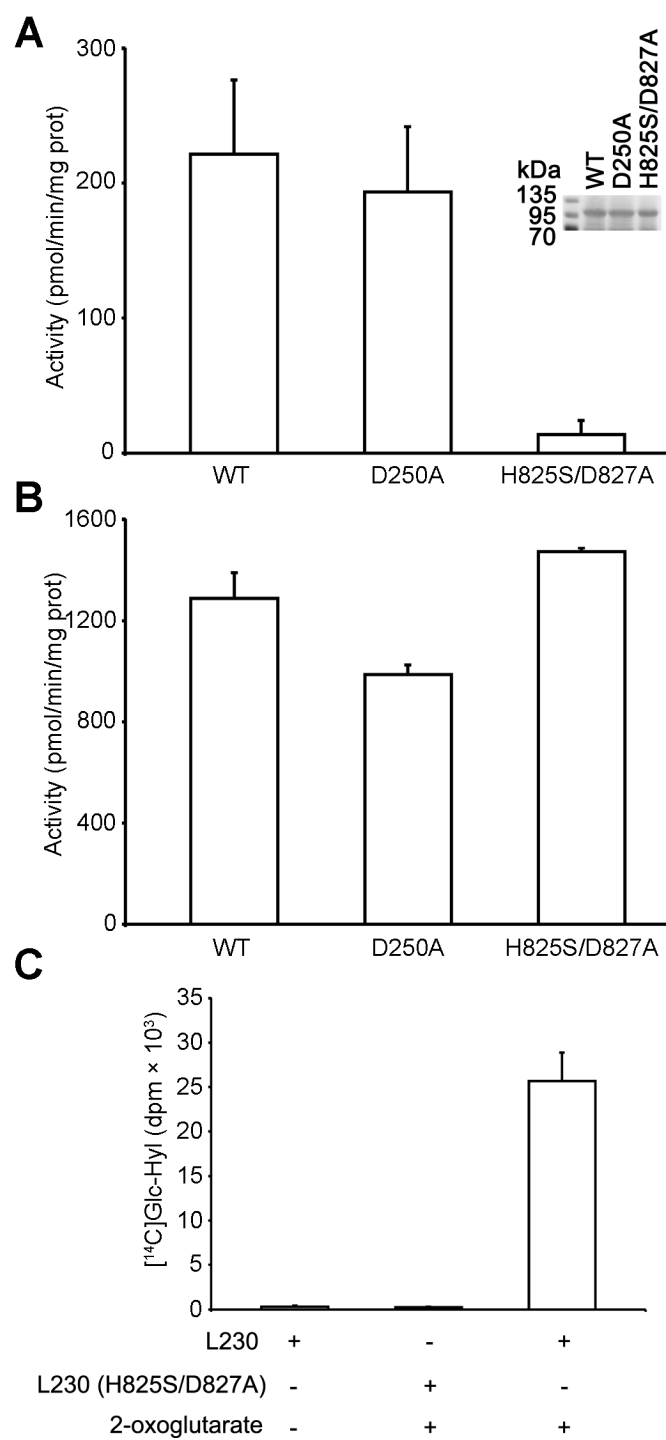 A
300
200
100
0
Activity (pmol/min/mg prot)
WT
D250A
H825S/D827A
kDa
135
95
70
WT
D250A
H825S/D827A
B
1600
1200
800
400
0
Activity (pmol/min/mg prot)
WT
D250A
H825S/D827A
C
35
30
25
20
15
10
5
0
[¹⁴C]Glc-Hyl (dpm × 10³)
L230 + - +
L230 (H825S/D827A) - + -
2-oxoglutarate - + +